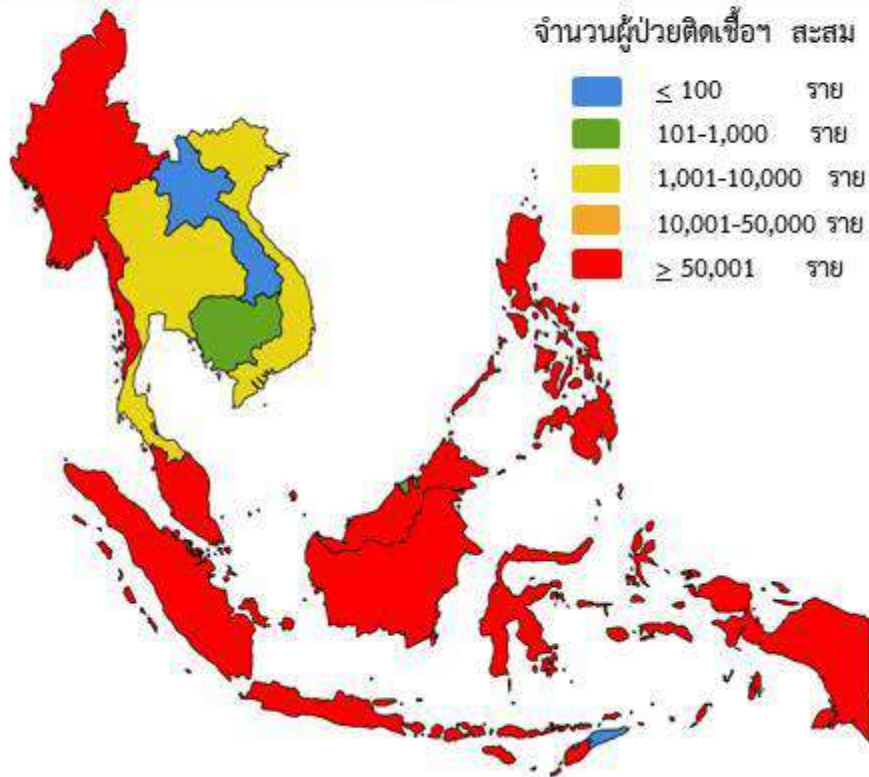 จำนวนผู้ป่วยติดเชื้อฯ สะสม
≤ 100 ราย
101-1,000 ราย
1,001-10,000 ราย
10,001-50,000 ราย
≥ 50,001 ราย